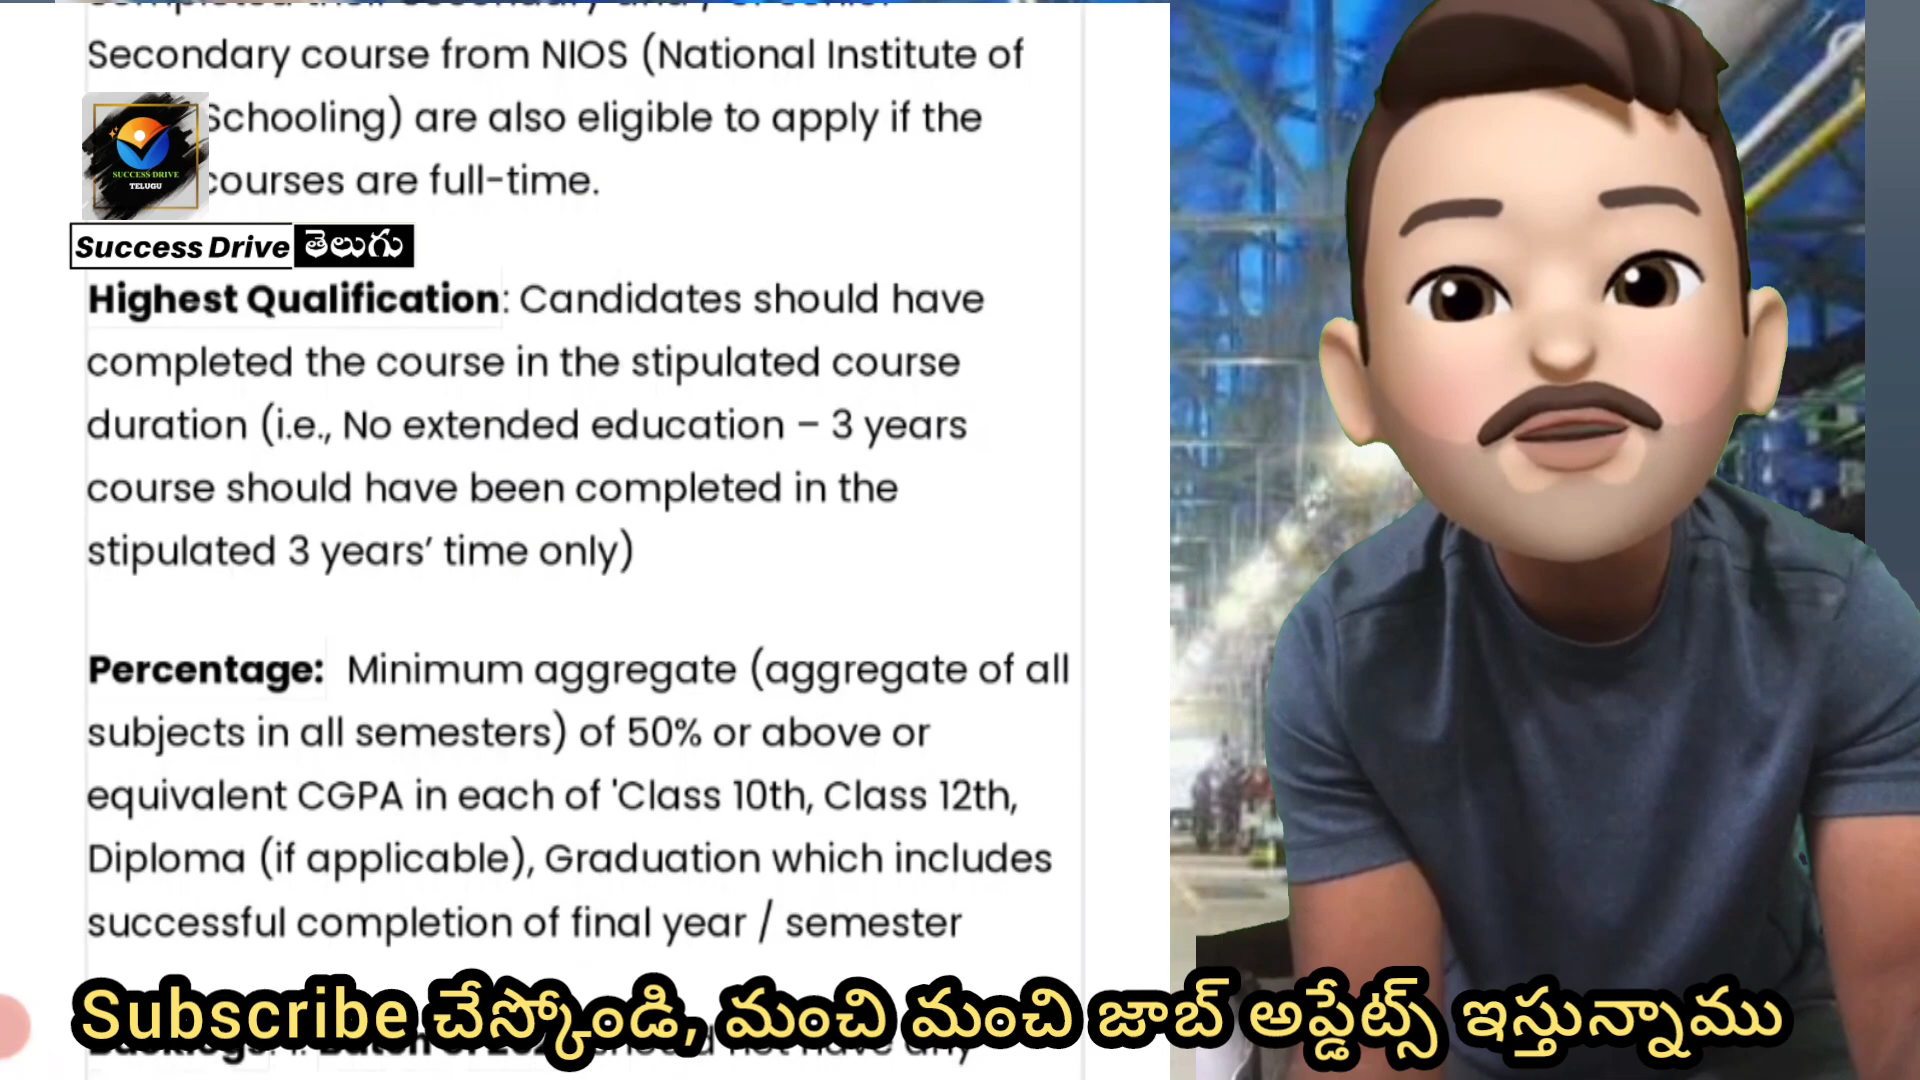 Secondary course from NIOS (National Institute of
Schooling) are also eligible to apply if the
courses are full-time.
SUCCESS DRIVE
TELUGU
Success Drive తెలుగు
Highest Qualification: Candidates should have
completed the course in the stipulated course
duration (i.e., No extended education – 3 years
course should have been completed in the
stipulated 3 years’ time only)
Percentage: Minimum aggregate (aggregate of all
subjects in all semesters) of 50% or above or
equivalent CGPA in each of 'Class 10th, Class 12th,
Diploma (if applicable), Graduation which includes
successful completion of final year / semester
Subscribe చేస్కోండి, మంచి మంచి జాబ్ అప్డేట్స్ ఇస్తున్నాము